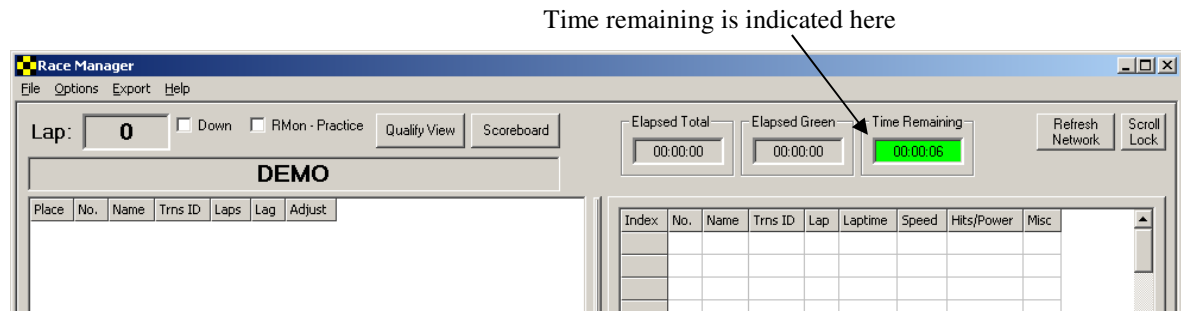 Time remaining is indicated here
Race Manager
File Options Export Help
Lap: 0 Down RMon - Practice Qualify View Scoreboard
Elapsed Total Elapsed Green Time Remaining
00:00:00 00:00:00 00:00:06
Refresh Network Scroll Lock
DEMO
Place No. Name Trns ID Laps Lag Adjust
Index No. Name Trns ID Lap Laptime Speed Hits/Power Misc